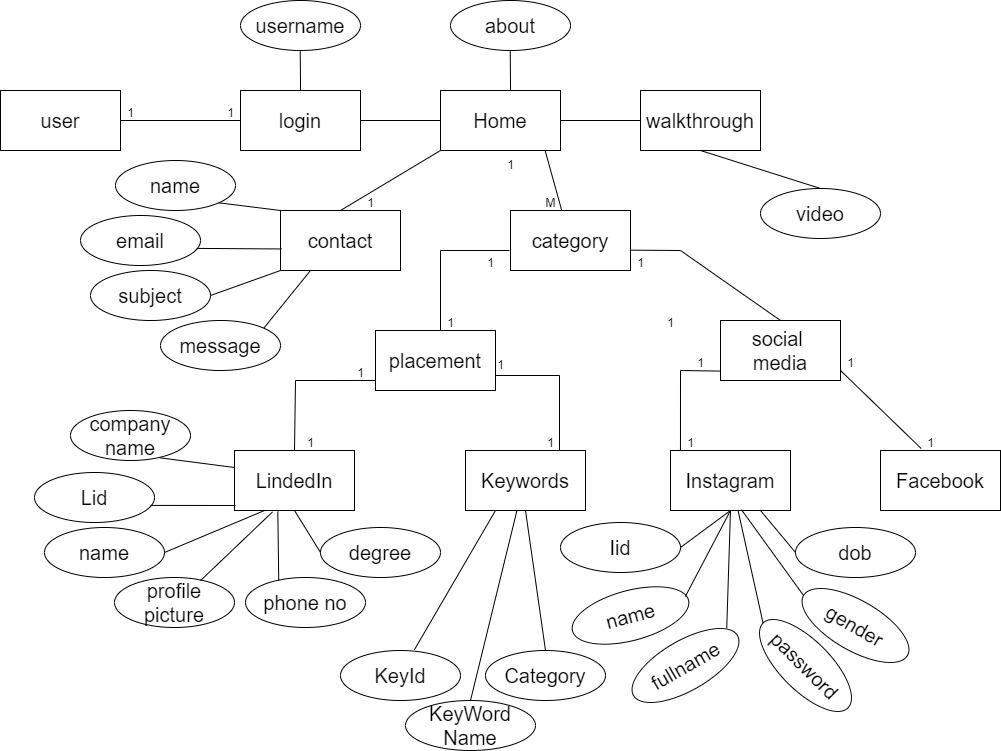 username
about
user
1
1
login
Home
walkthrough
1
name
1
M
video
email
contact
category
subject
1
1
message
1
1
placement
social
media
1
1
1
1
company
name
1
1
1
1
LindedIn
Keywords
Instagram
Facebook
Lid
name
degree
Iid
dob
profile
picture
phone no
name
gender
fullname
password
KeyId
Category
KeyWord
Name